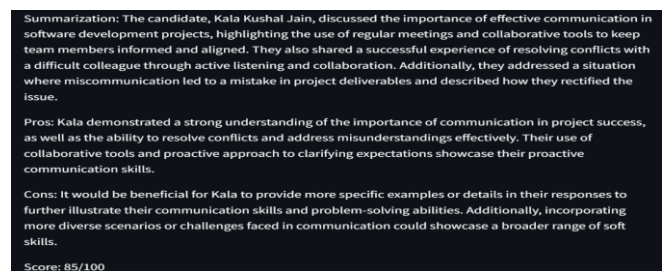 Summarization: The candidate, Kala Kushal Jain, discussed the importance of effective communication in
software development projects, highlighting the use of regular meetings and collaborative tools to keep
team members informed and aligned. They also shared a successful experience of resolving conflicts with
a difficult colleague through active listening and collaboration. Additionally, they addressed a situation
where miscommunication led to a mistake in project deliverables and described how they rectified the
issue.
Pros: Kala demonstrated a strong understanding of the importance of communication in project success,
as well as the ability to resolve conflicts and address misunderstandings effectively. Their use of
collaborative tools and proactive approach to clarifying expectations showcase their proactive
communication skills.
Cons: It would be beneficial for Kala to provide more specific examples or details in their responses to
further illustrate their communication skills and problem-solving abilities. Additionally, incorporating
more diverse scenarios or challenges faced in communication could showcase a broader range of soft
skills.
Score: 85/100